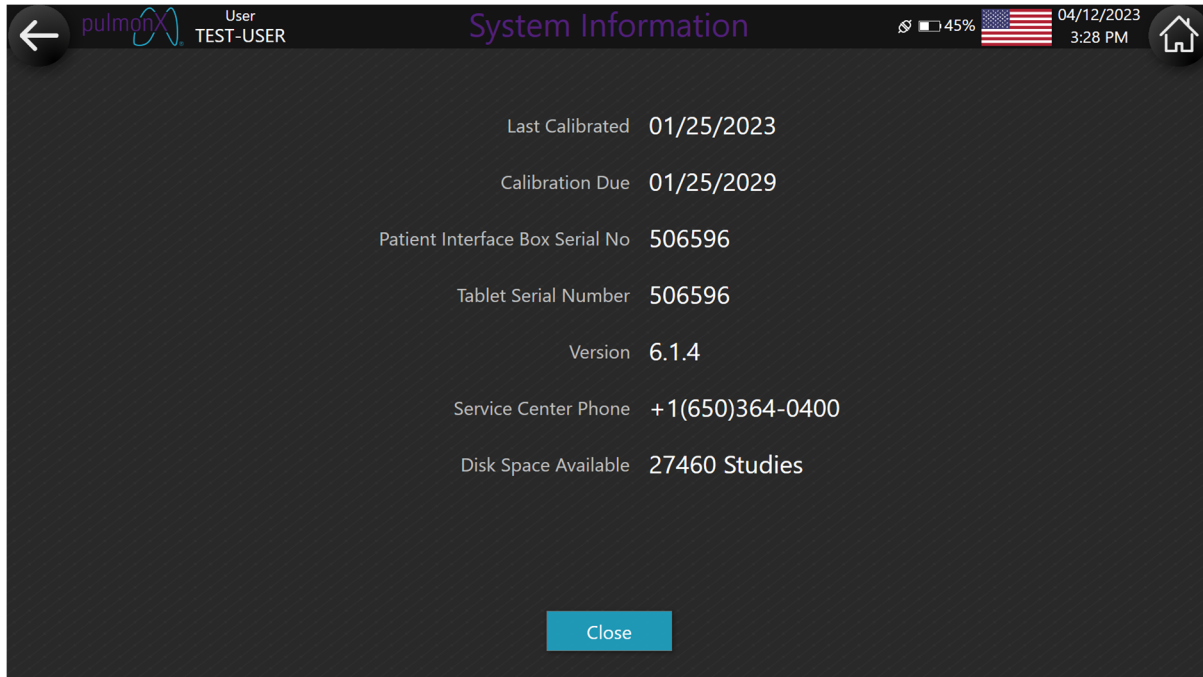 pulmonx
User
TEST-USER
System Information
45%
04/12/2023
3:28 PM
Last Calibrated 01/25/2023
Calibration Due 01/25/2029
Patient Interface Box Serial No 506596
Tablet Serial Number 506596
Version 6.1.4
Service Center Phone +1(650)364-0400
Disk Space Available 27460 Studies
Close